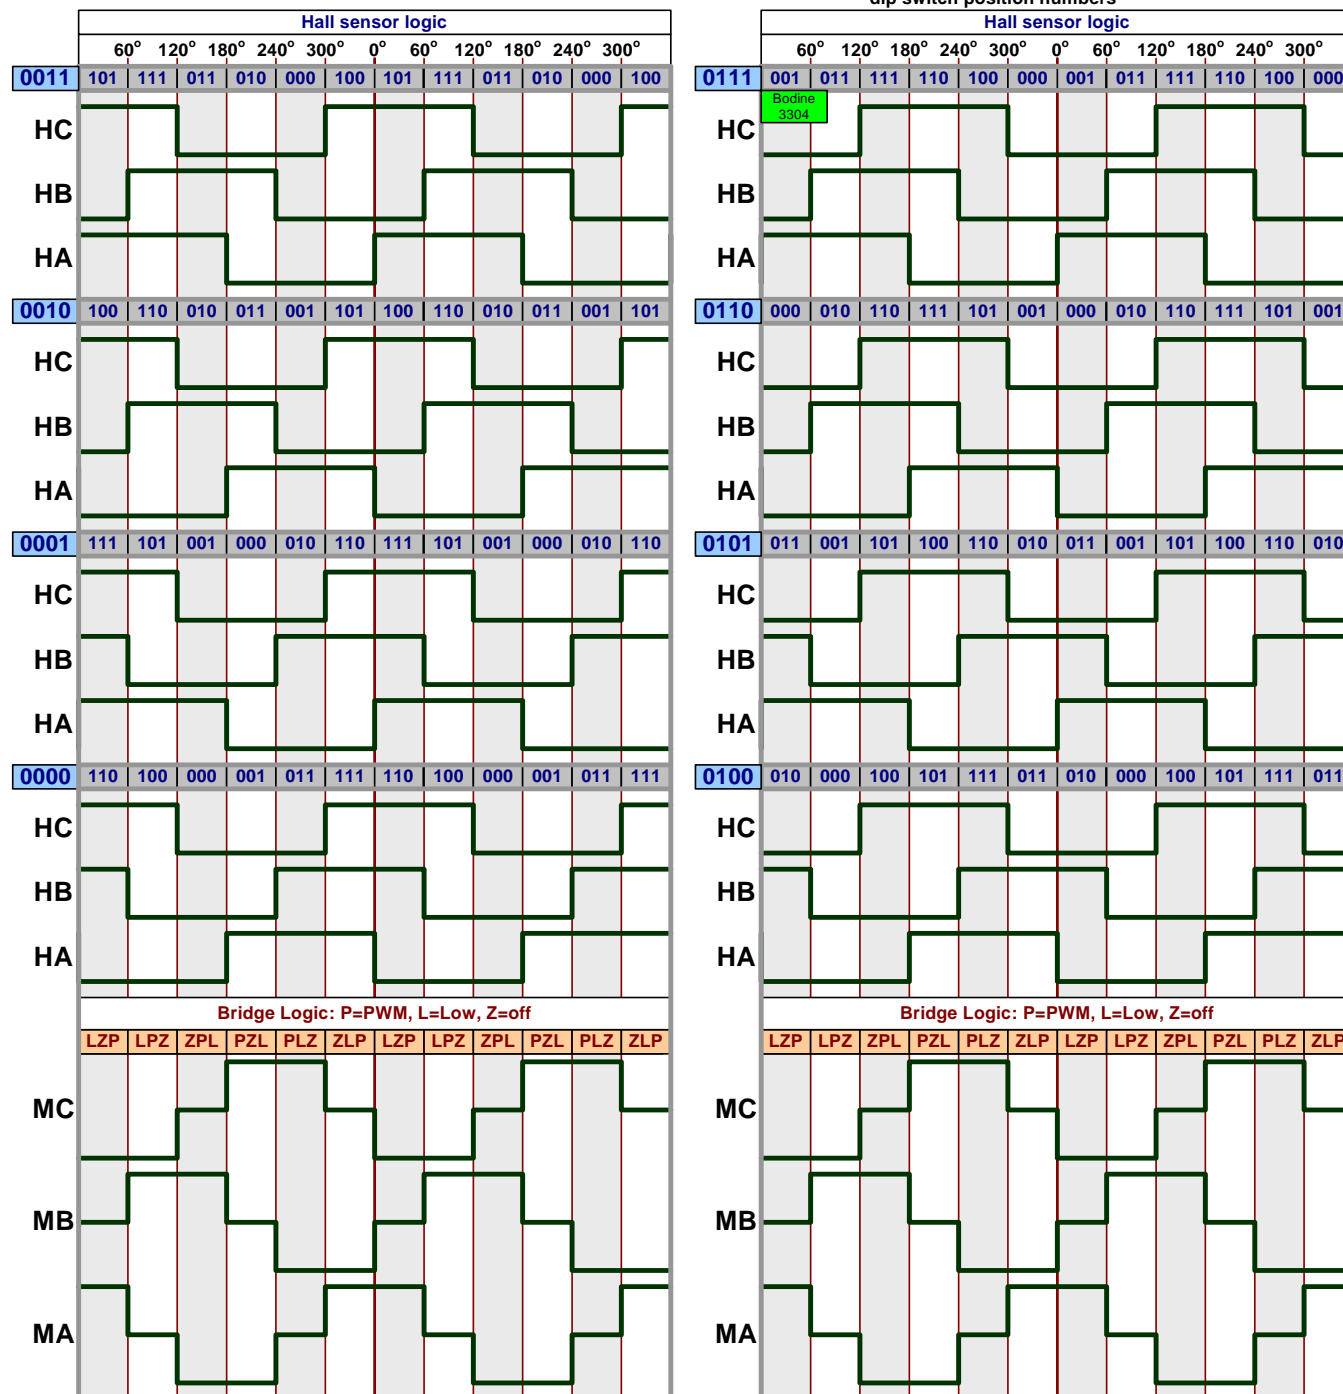 dip switch position numbers
Hall sensor logic
60° 120° 180° 240° 300° 0° 60° 120° 180° 240° 300°
0011 101 111 011 010 000 100 101 111 011 010 000 100
HC
HB
HA
0010 100 110 010 011 001 101 100 110 010 011 001 101
HC
HB
HA
0001 111 101 001 000 010 110 111 101 001 000 010 110
HC
HB
HA
0000 110 100 000 001 011 111 110 100 000 001 011 111
HC
HB
HA
Bridge Logic: P=PWM, L=Low, Z=off
LZP LPZ ZPL PZL PLZ ZLP LZP LPZ ZPL PZL PLZ ZLP
MC
MB
MA
Hall sensor logic
60° 120° 180° 240° 300° 0° 60° 120° 180° 240° 300°
0111 001 011 111 110 100 000 001 011 111 110 100 000
Bodine
3304
HC
HB
HA
0110 000 010 110 111 101 001 000 010 110 111 101 001
HC
HB
HA
0101 011 001 101 100 110 010 011 001 101 100 110 010
HC
HB
HA
0100 010 000 100 101 111 011 010 000 100 101 111 011
HC
HB
HA
Bridge Logic: P=PWM, L=Low, Z=off
LZP LPZ ZPL PZL PLZ ZLP LZP LPZ ZPL PZL PLZ ZLP
MC
MB
MA